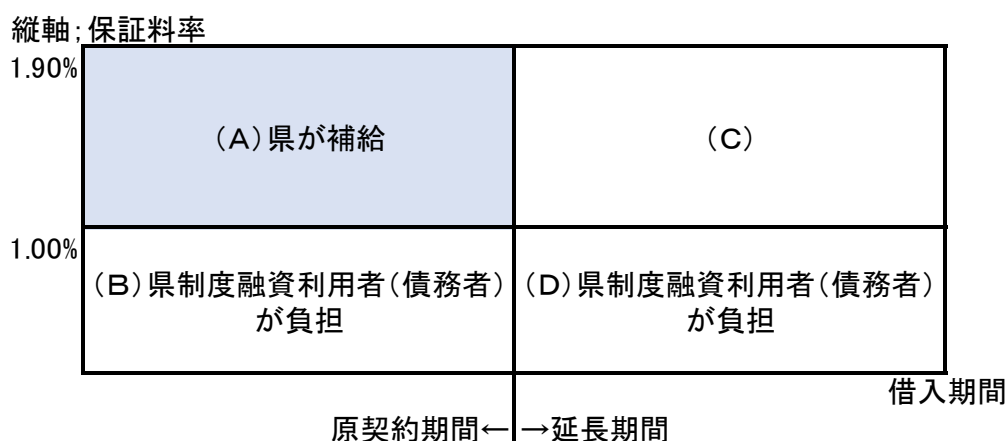 縦軸;保証料率
1.90%
(A)県が補給
(C)
1.00%
(B)県制度融資利用者(債務者)
が負担
(D)県制度融資利用者(債務者)
が負担
借入期間
原契約期間←→延長期間